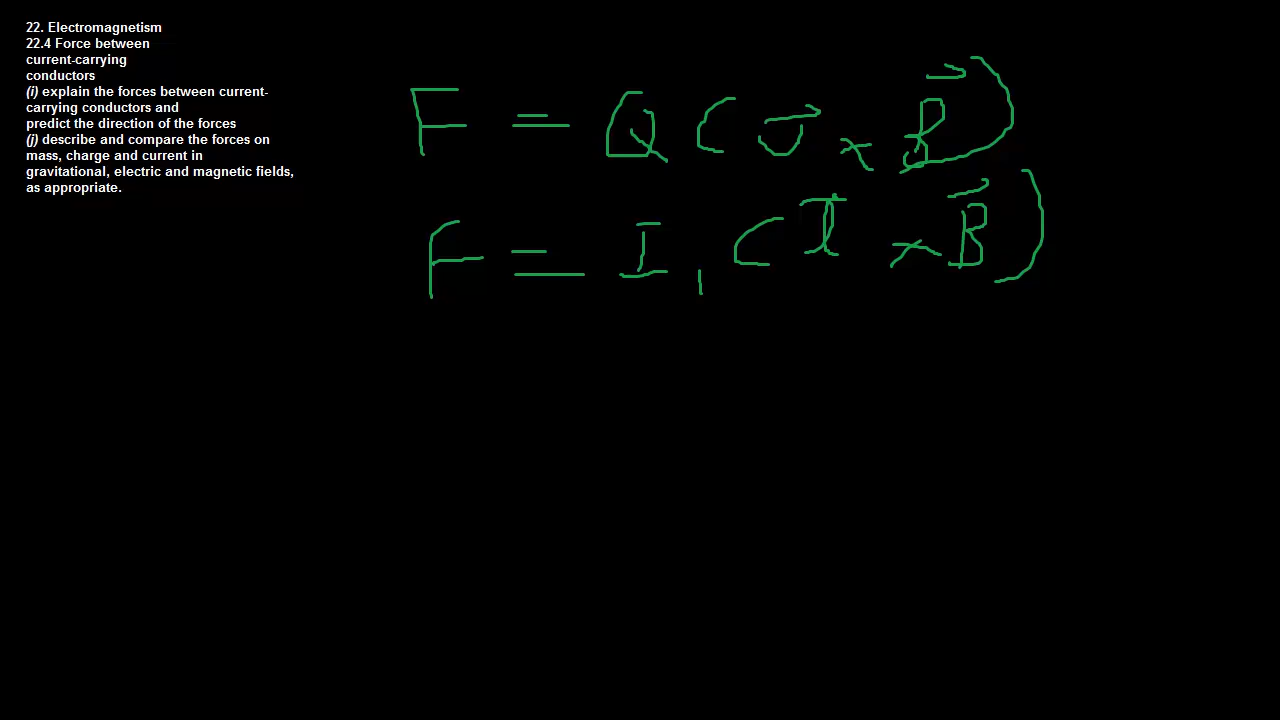 22. Electromagnetism
22.4 Force between
current-carrying
conductors
(i) explain the forces between current-
carrying conductors and
predict the direction of the forces
(j) describe and compare the forces on
mass, charge and current in
gravitational, electric and magnetic fields,
as appropriate.
F = Q (v⃗ × B⃗)
F = I₁ (I⃗ × B⃗)